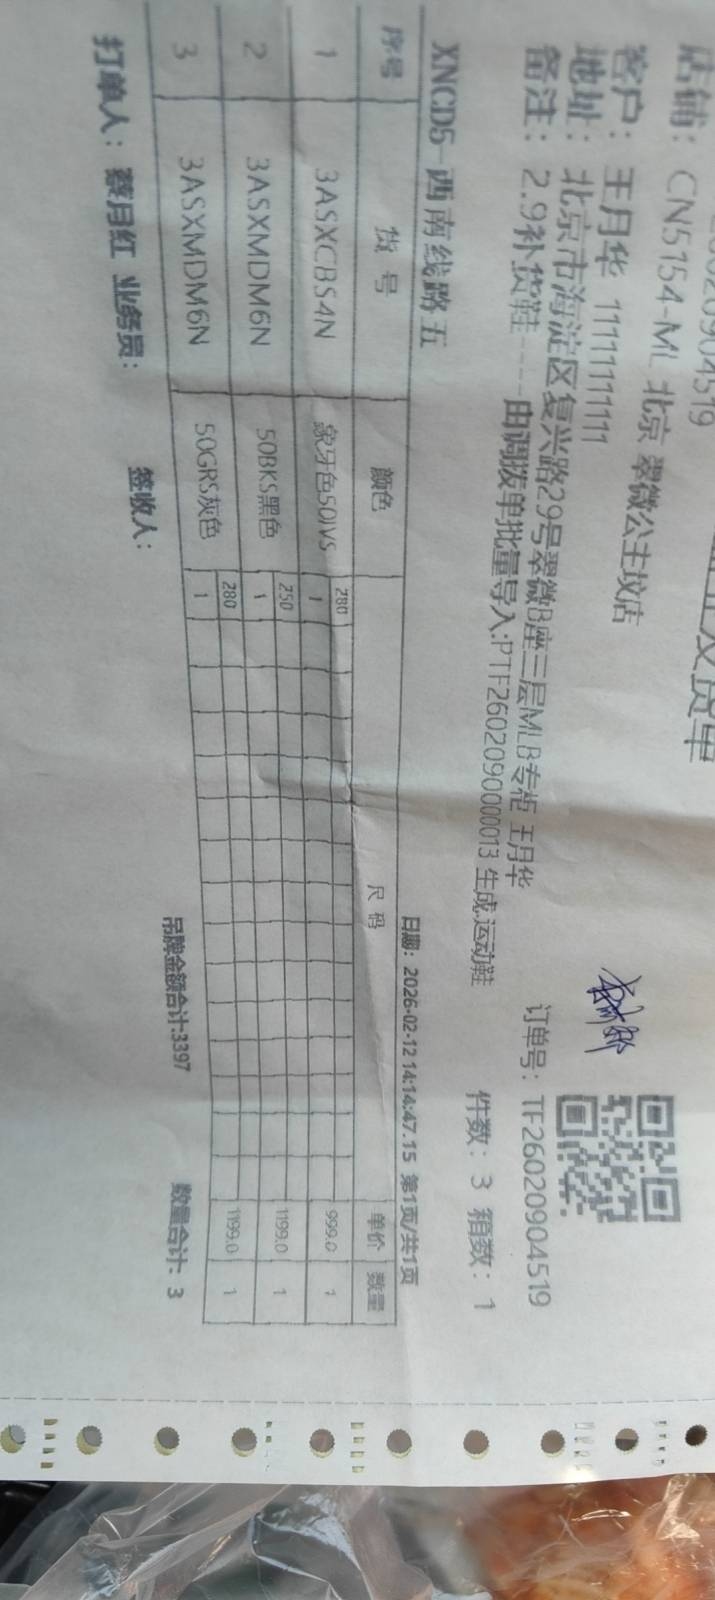 发货单
2020904519
店铺：CN5154-ML 北京 翠微公主坟店
客户：王月华 11111111111
地址：北京市海淀区复兴路29号翠微B座三层MLB专柜 王月华
订单号：TF26020904519
备注：2.9补货鞋----由调拨单批量导入:PTF2602090000013 生成,运动鞋
件数：3 箱数：1
XNCD5-西南线路五
日期：2026-02-12 14:14:47.15 第1页/共1页
序号 货号 颜色 尺码 单价 数量
280
1 3ASXCBS4N 象牙色50IVS 1 999.0 1
250
2 3ASXMDM6N 50BKS黑色 1 1199.0 1
280
3 3ASXMDM6N 50GRS灰色 1 1199.0 1
吊牌金额合计:3397 数量合计：3
打单人：蔡月红 业务员： 签收人：